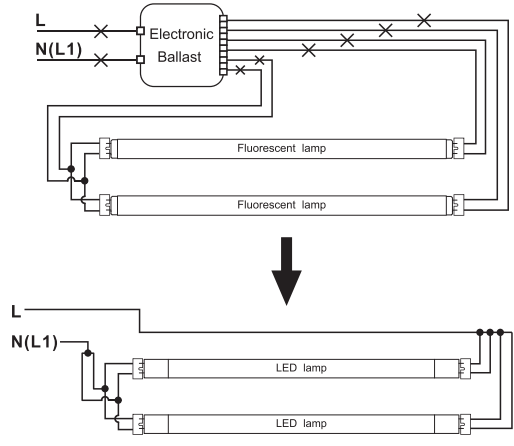 L
Electronic
N(L1)
Ballast
Fluorescent lamp
Fluorescent lamp
L
N(L1)
LED lamp
LED lamp